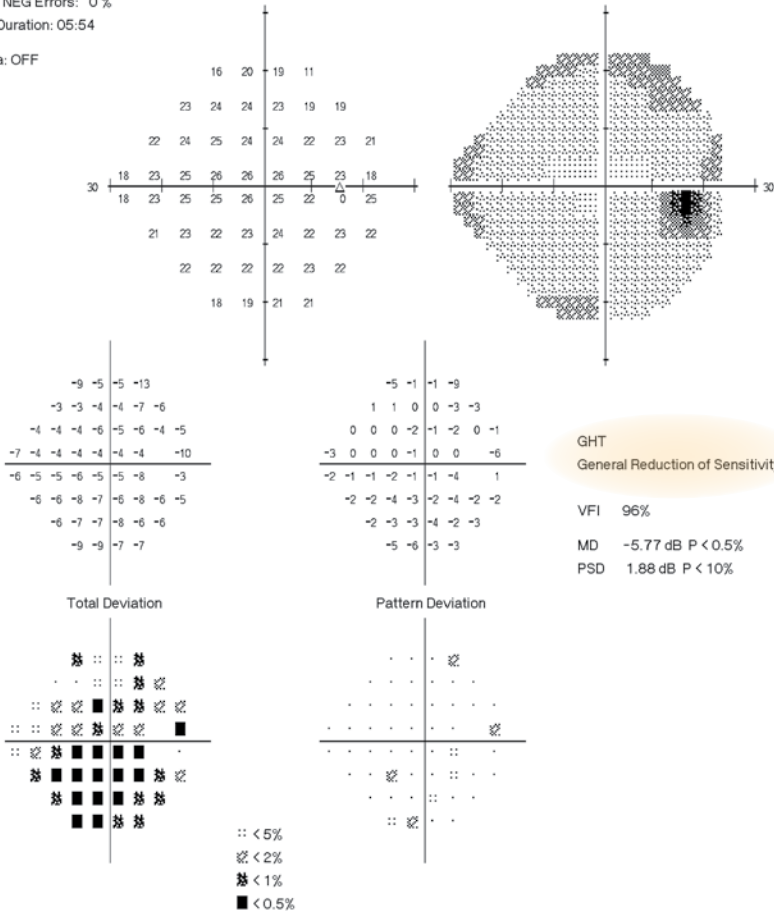 NEG Errors: 0 %
Duration: 05:54
a: OFF
16 20 19 11
23 24 24 23 19 19
22 24 25 24 24 22 23 21
18 23 25 26 26 26 25 23 18
30
30
18 23 25 25 26 25 22 0 25
21 23 22 23 24 22 23 22
22 22 22 22 23 22
18 19 21 21
-9 -5 -5 -13
-3 -3 -4 -4 -7 -6
-4 -4 -4 -6 -5 -6 -4 -5
-7 -4 -4 -4 -4 -4 -4 -10
-6 -5 -5 -6 -5 -5 -8 -3
-6 -6 -8 -7 -6 -8 -6 -5
-6 -7 -7 -8 -6 -6
-9 -9 -7 -7
-5 -1 -1 -9
1 1 0 0 -3 -3
0 0 0 -2 -1 -2 0 -1
-3 0 0 0 -1 0 0 -6
-2 -1 -1 -2 -1 -1 -4 1
-2 -2 -4 -3 -2 -4 -2 -2
-2 -3 -3 -4 -2 -3
-5 -6 -3 -3
GHT
General Reduction of Sensitivit
VFI 96%
MD -5.77 dB P < 0.5%
PSD 1.88 dB P < 10%
Total Deviation
Pattern Deviation
< 5%
< 2%
< 1%
< 0.5%